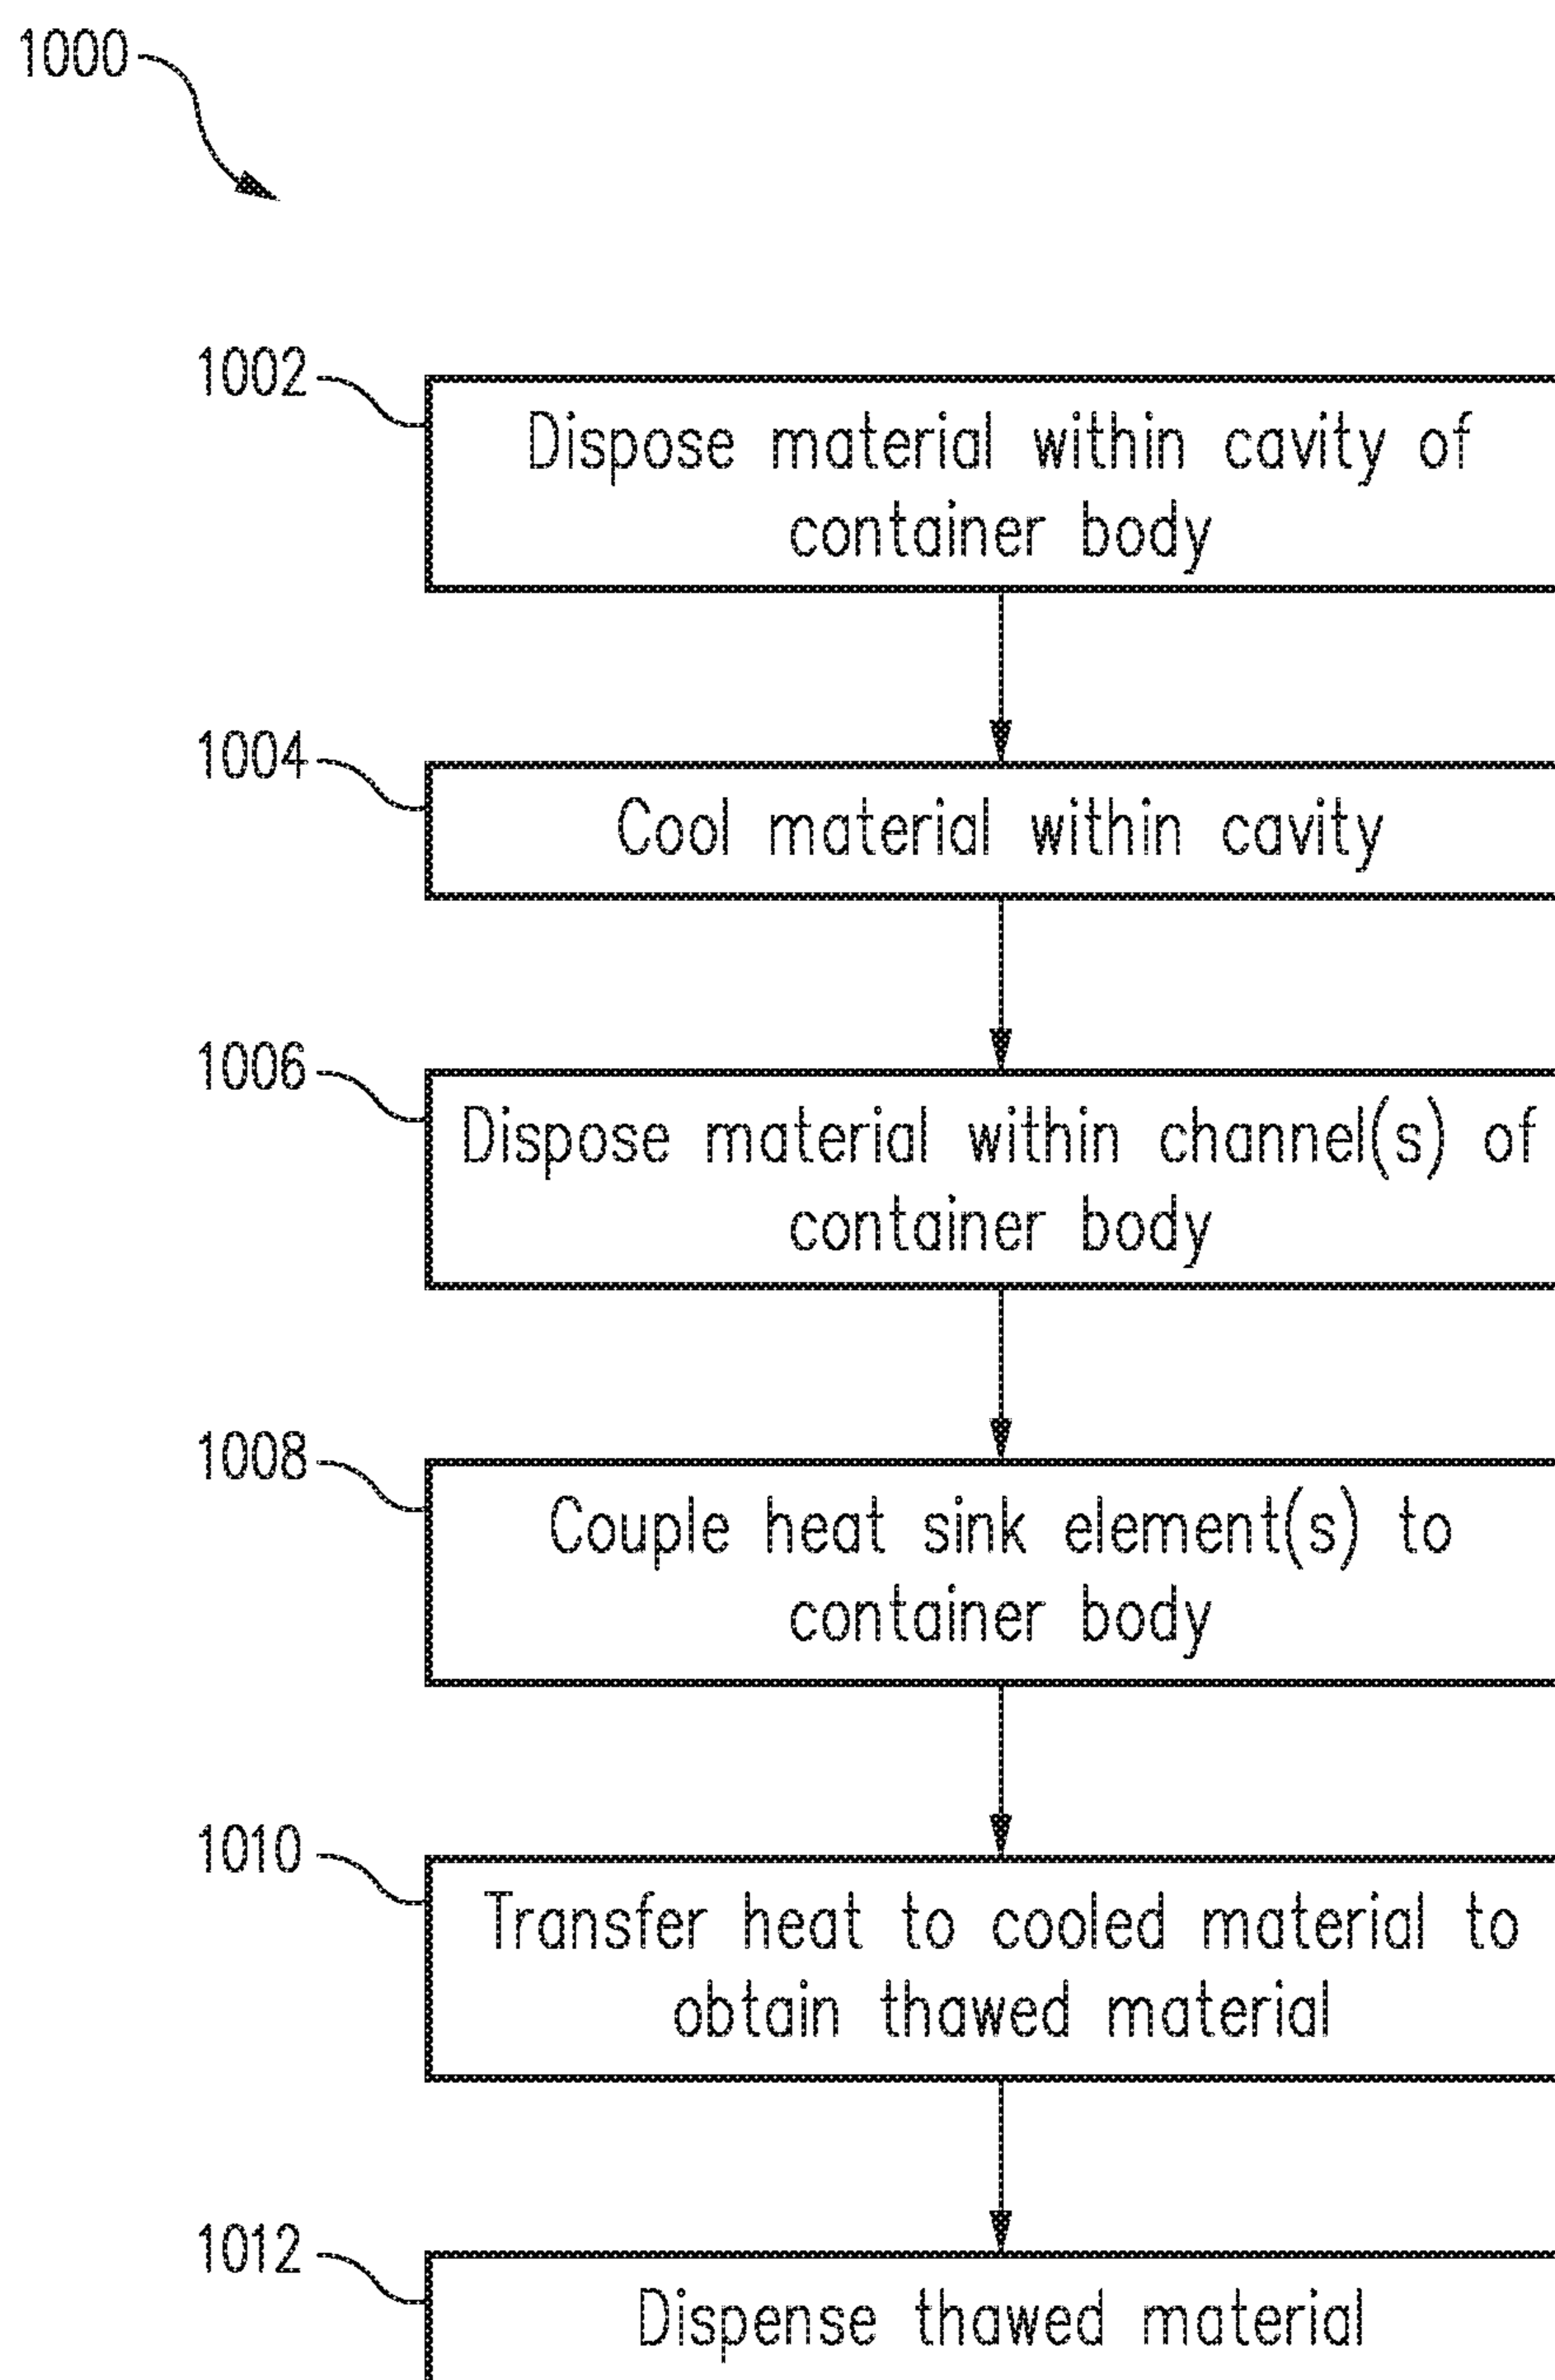 1000
1002
Dispose material within cavity of
container body
1004
Cool material within cavity
1006
Dispose material within channel(s) of
container body
1008
Couple heat sink element(s) to
container body
1010
Transfer heat to cooled material to
obtain thawed material
1012
Dispense thawed material